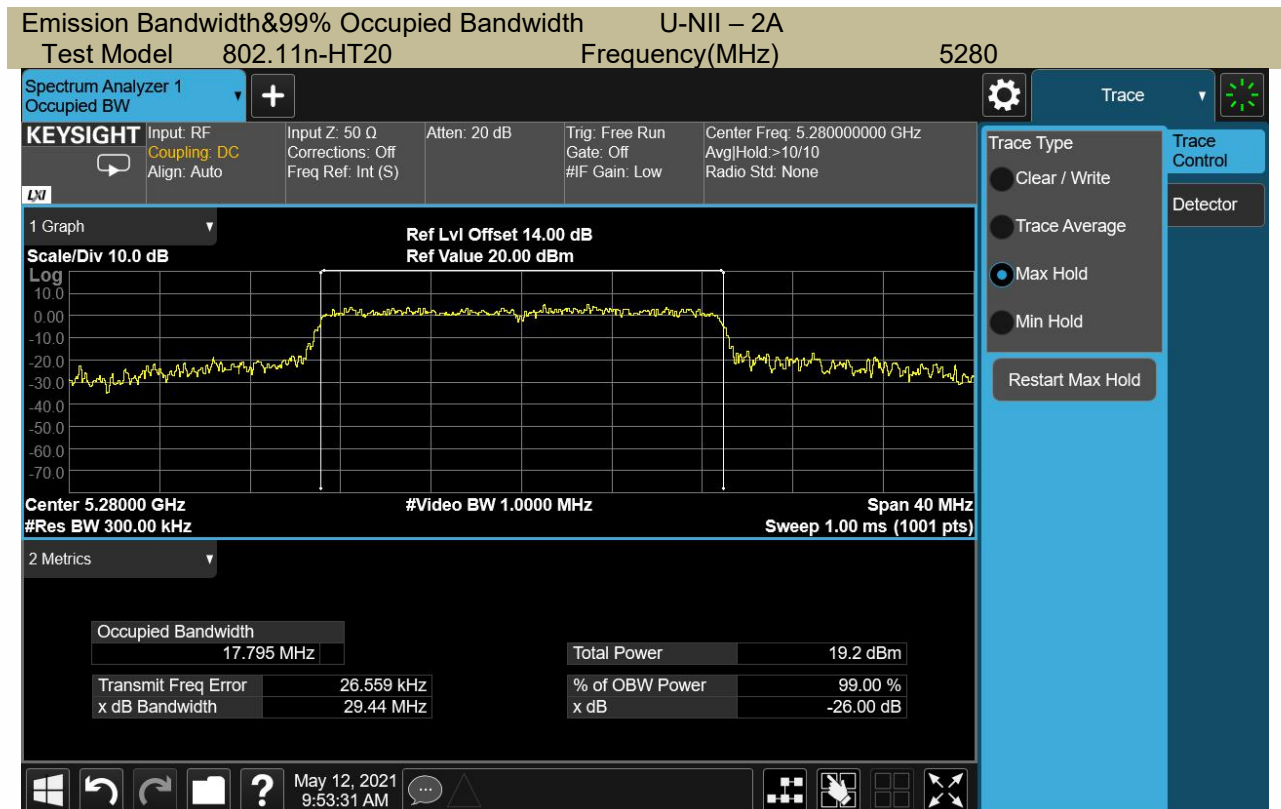 Emission Bandwidth&99% Occupied Bandwidth U-NII – 2A
Test Model 802.11n-HT20 Frequency(MHz) 5280
Spectrum Analyzer 1
Occupied BW
+
Trace
KEYSIGHT
LXI
Input: RF
Coupling: DC
Align: Auto
Input Z: 50 Ω
Corrections: Off
Freq Ref: Int (S)
Atten: 20 dB
Trig: Free Run
Gate: Off
#IF Gain: Low
Center Freq: 5.280000000 GHz
Avg|Hold:>10/10
Radio Std: None
Trace Type
Clear / Write
Trace Average
Max Hold
Min Hold
Restart Max Hold
Trace
Control
Detector
1 Graph
Scale/Div 10.0 dB
Ref Lvl Offset 14.00 dB
Ref Value 20.00 dBm
Log
10.0
0.00
-10.0
-20.0
-30.0
-40.0
-50.0
-60.0
-70.0
Center 5.28000 GHz #Video BW 1.0000 MHz Span 40 MHz
#Res BW 300.00 kHz Sweep 1.00 ms (1001 pts)
2 Metrics
Occupied Bandwidth
17.795 MHz Total Power 19.2 dBm
Transmit Freq Error 26.559 kHz % of OBW Power 99.00 %
x dB Bandwidth 29.44 MHz x dB -26.00 dB
?
May 12, 2021
9:53:31 AM